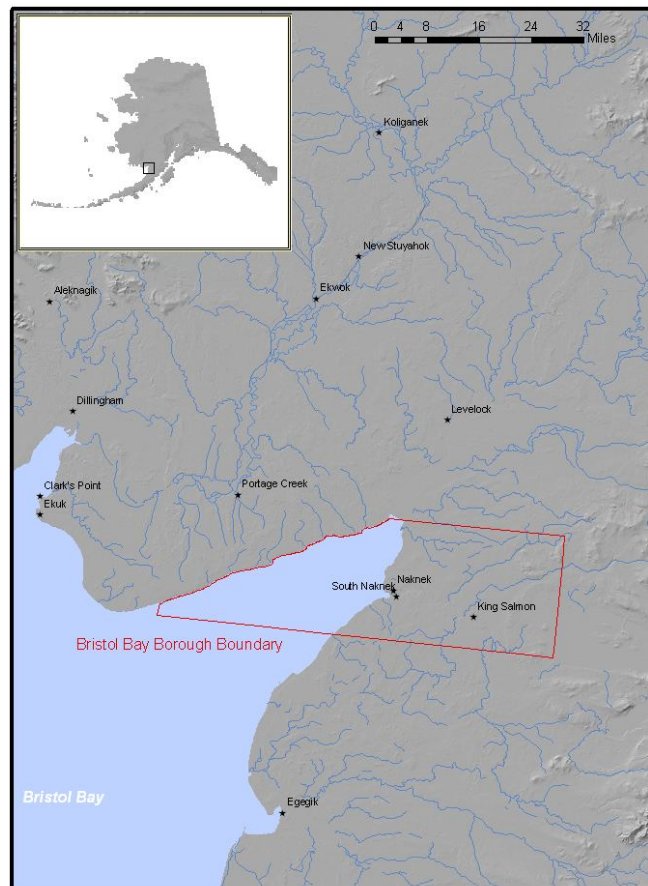 0 4 8 16 24 32
Miles
Koliganek
New Stuyahok
Aleknagik
Ekwok
Dillingham
Levelock
Clark's Point
Portage Creek
Ekuk
South Naknek
Naknek
King Salmon
Bristol Bay Borough Boundary
Bristol Bay
Egegik